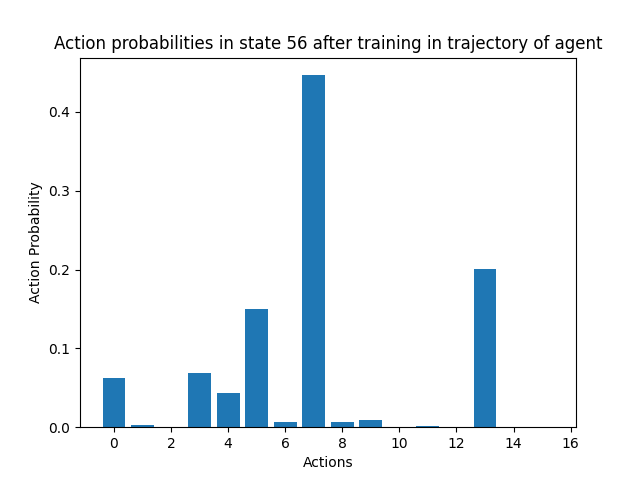 Action probabilities in state 56 after training in trajectory of agent
0.4
0.3
0.2
0.1
0.0
Action Probability
0 2 4 6 8 10 12 14 16
Actions